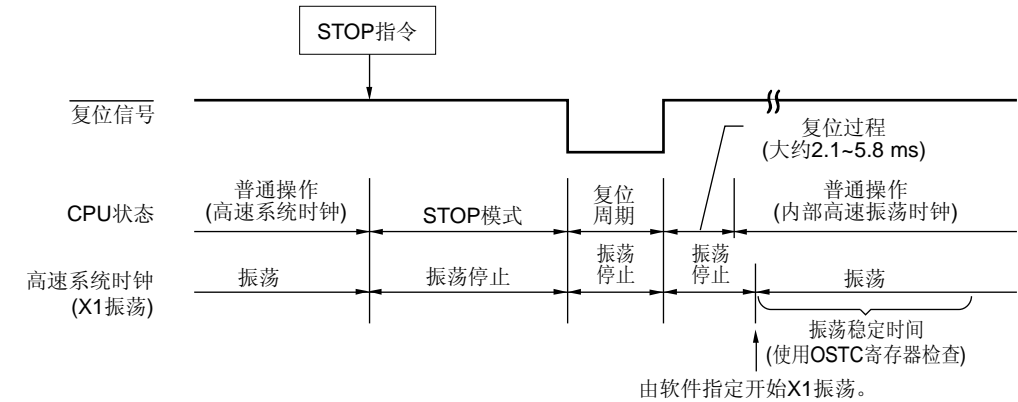 STOP指令
复位信号
复位过程
(大约2.1~5.8 ms)
CPU状态
普通操作
(高速系统时钟)
STOP模式
复位
周期
普通操作
(内部高速振荡时钟)
高速系统时钟
(X1振荡)
振荡
振荡停止
振荡
停止
振荡
停止
振荡
振荡稳定时间
(使用OSTC寄存器检查)
由软件指定开始X1振荡。